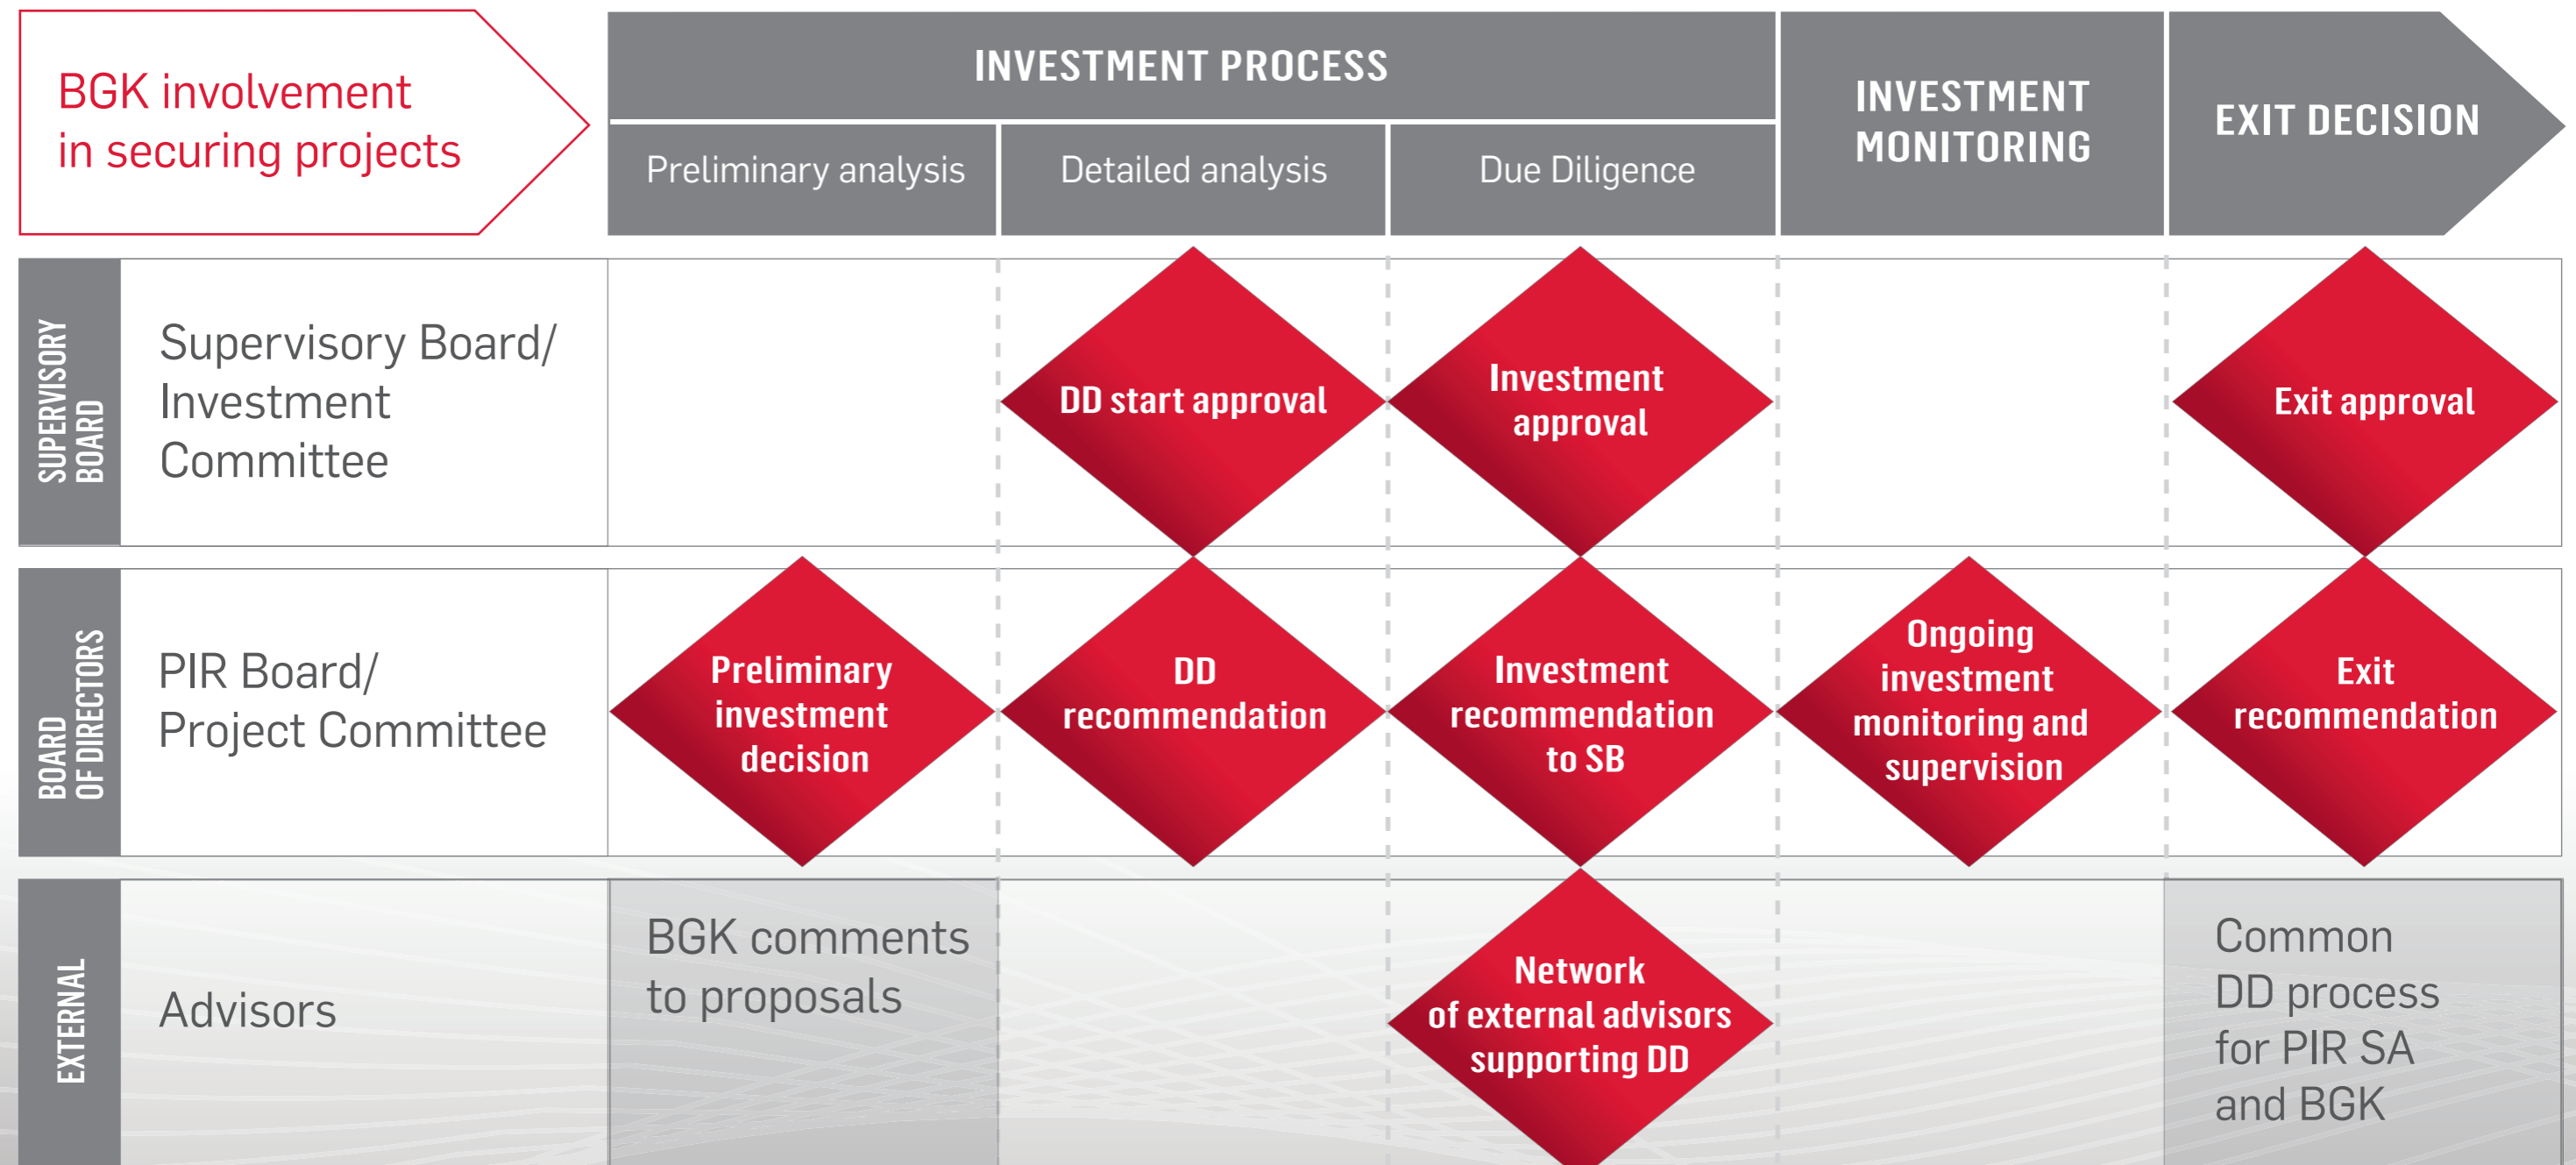 BGK involvement
in securing projects
INVESTMENT PROCESS
Preliminary analysis
Detailed analysis
Due Diligence
INVESTMENT
MONITORING
EXIT DECISION
SUPERVISORY
BOARD
Supervisory Board/
Investment
Committee
DD start approval
Investment
approval
Exit approval
BOARD
OF DIRECTORS
PIR Board/
Project Committee
Preliminary
investment
decision
DD
recommendation
Investment
recommendation
to SB
Ongoing
investment
monitoring and
supervision
Exit
recommendation
EXTERNAL
Advisors
BGK comments
to proposals
Network
of external advisors
supporting DD
Common
DD process
for PIR SA
and BGK